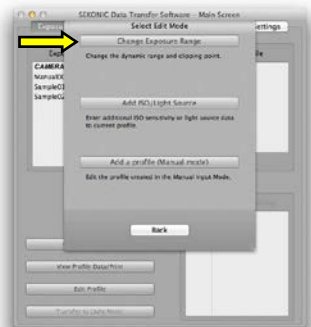 SEKONIC Data Transfer Software - Main Screen
Select Edit Mode
ettings
Change Exposure Range
Change the dynamic range and clipping point.
CAMERA
Add ISO/Light Source
Enter additional ISO sensitivity or light source data
to current profile.
Add a profile (Manual mode)
Edit the profile created in the Manual Input Mode.
Back
View Profile Data/Print
Edit Profile